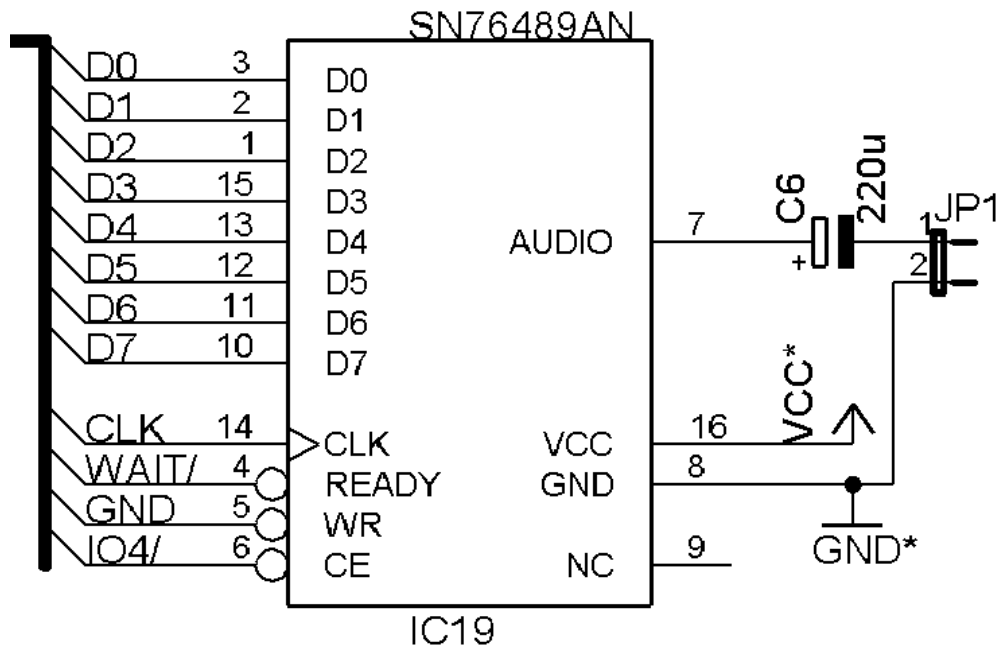 SN76489AN
D0 3 D0
D1 2 D1
D2 1 D2
D3 15 D3
D4 13 D4
D5 12 D5
D6 11 D6
D7 10 D7
CLK 14 CLK
WAIT/ 4 READY
GND 5 WR
IO4/ 6 CE
AUDIO 7
C6
+
220u
JP1
1
2
VCC 16
VCC*
GND 8
GND*
NC 9
IC19